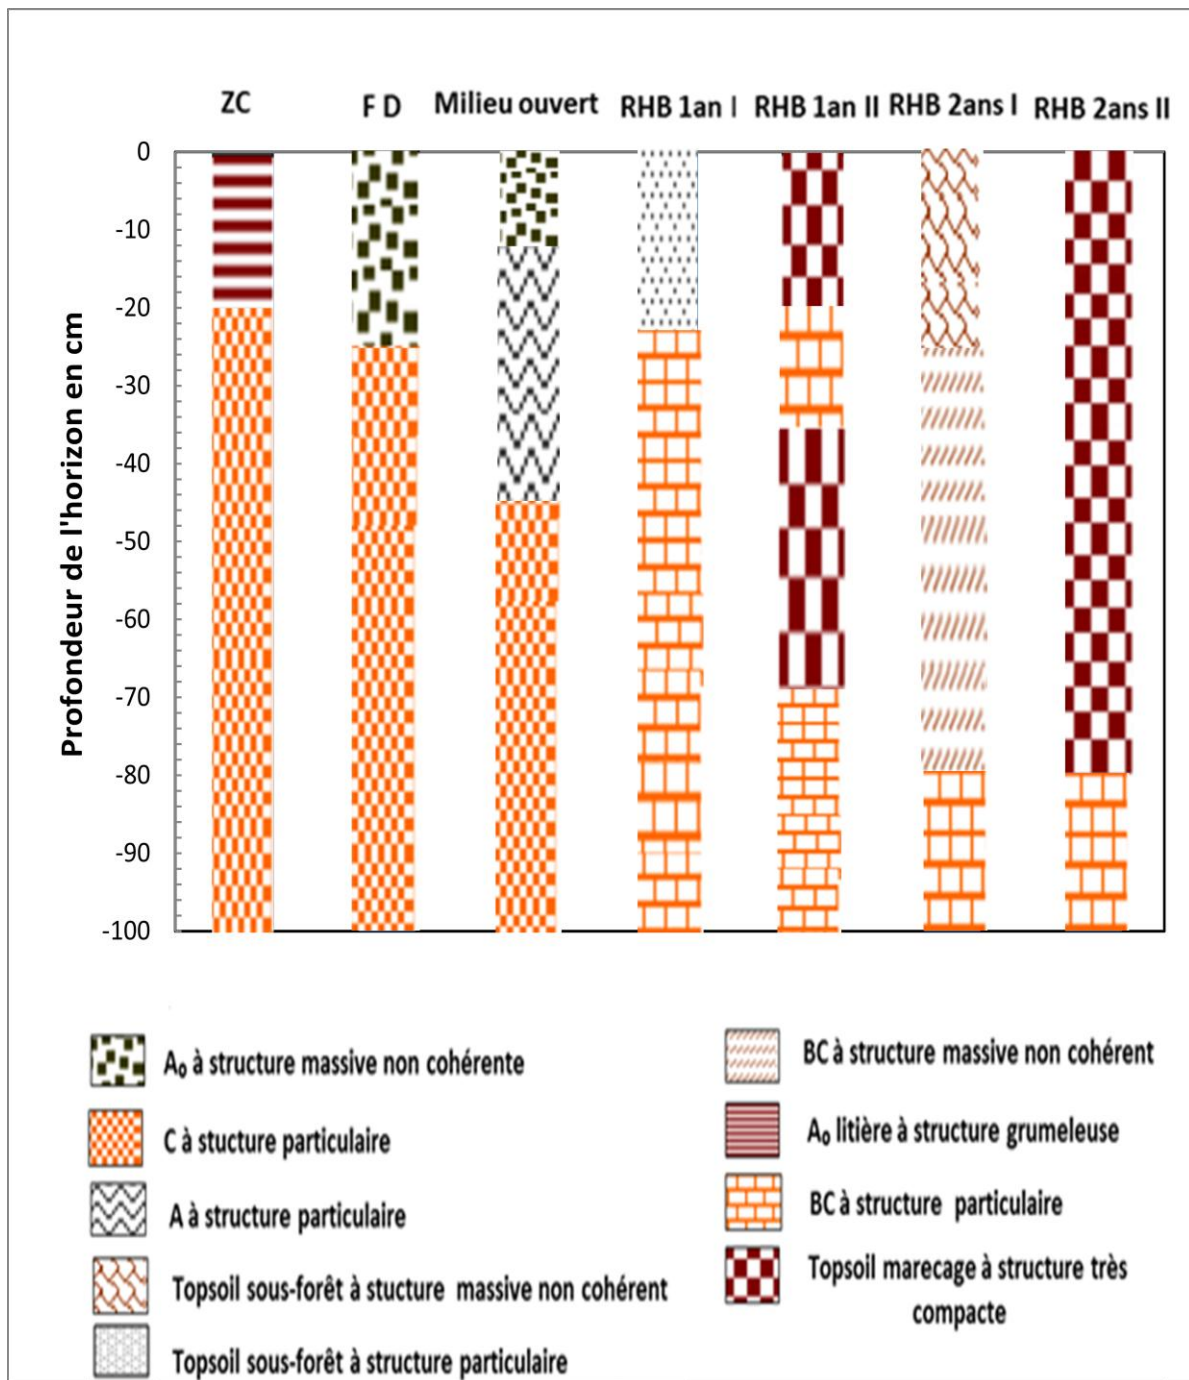 ZC F D Milieu ouvert RHB 1an I RHB 1an II RHB 2ans I RHB 2ans II
Profondeur de l'horizon en cm
0
-10
-20
-30
-40
-50
-60
-70
-80
-90
-100
A₀ à structure massive non cohérente
C à stucture particulaire
A à structure particulaire
Topsoil sous-forêt à stucture massive non cohérent
Topsoil sous-forêt à structure particulaire
BC à structure massive non cohérent
A₀ litière à structure grumeleuse
BC à structure particulaire
Topsoil marecage à structure très
compacte